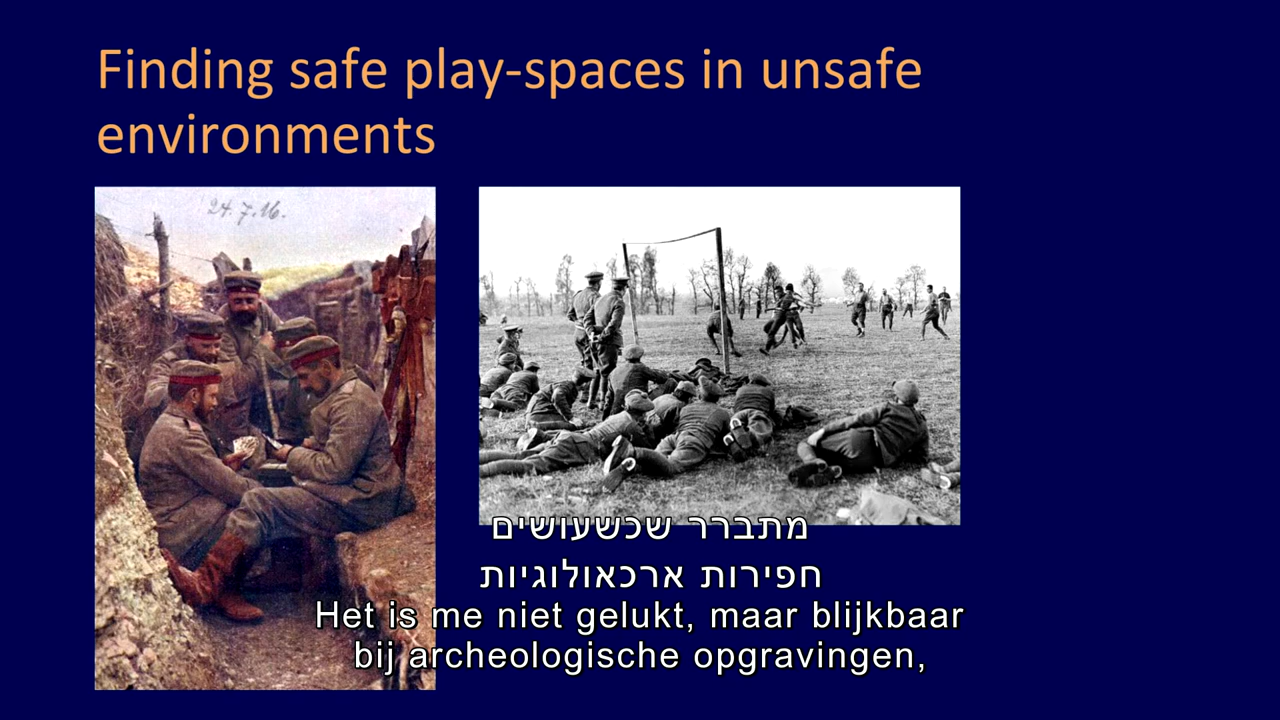 Finding safe play-spaces in unsafe
environments
24.7.16.
מתברר שכשעושים
חפירות ארכאולוגיות
Het is me niet gelukt, maar blijkbaar
bij archeologische opgravingen,